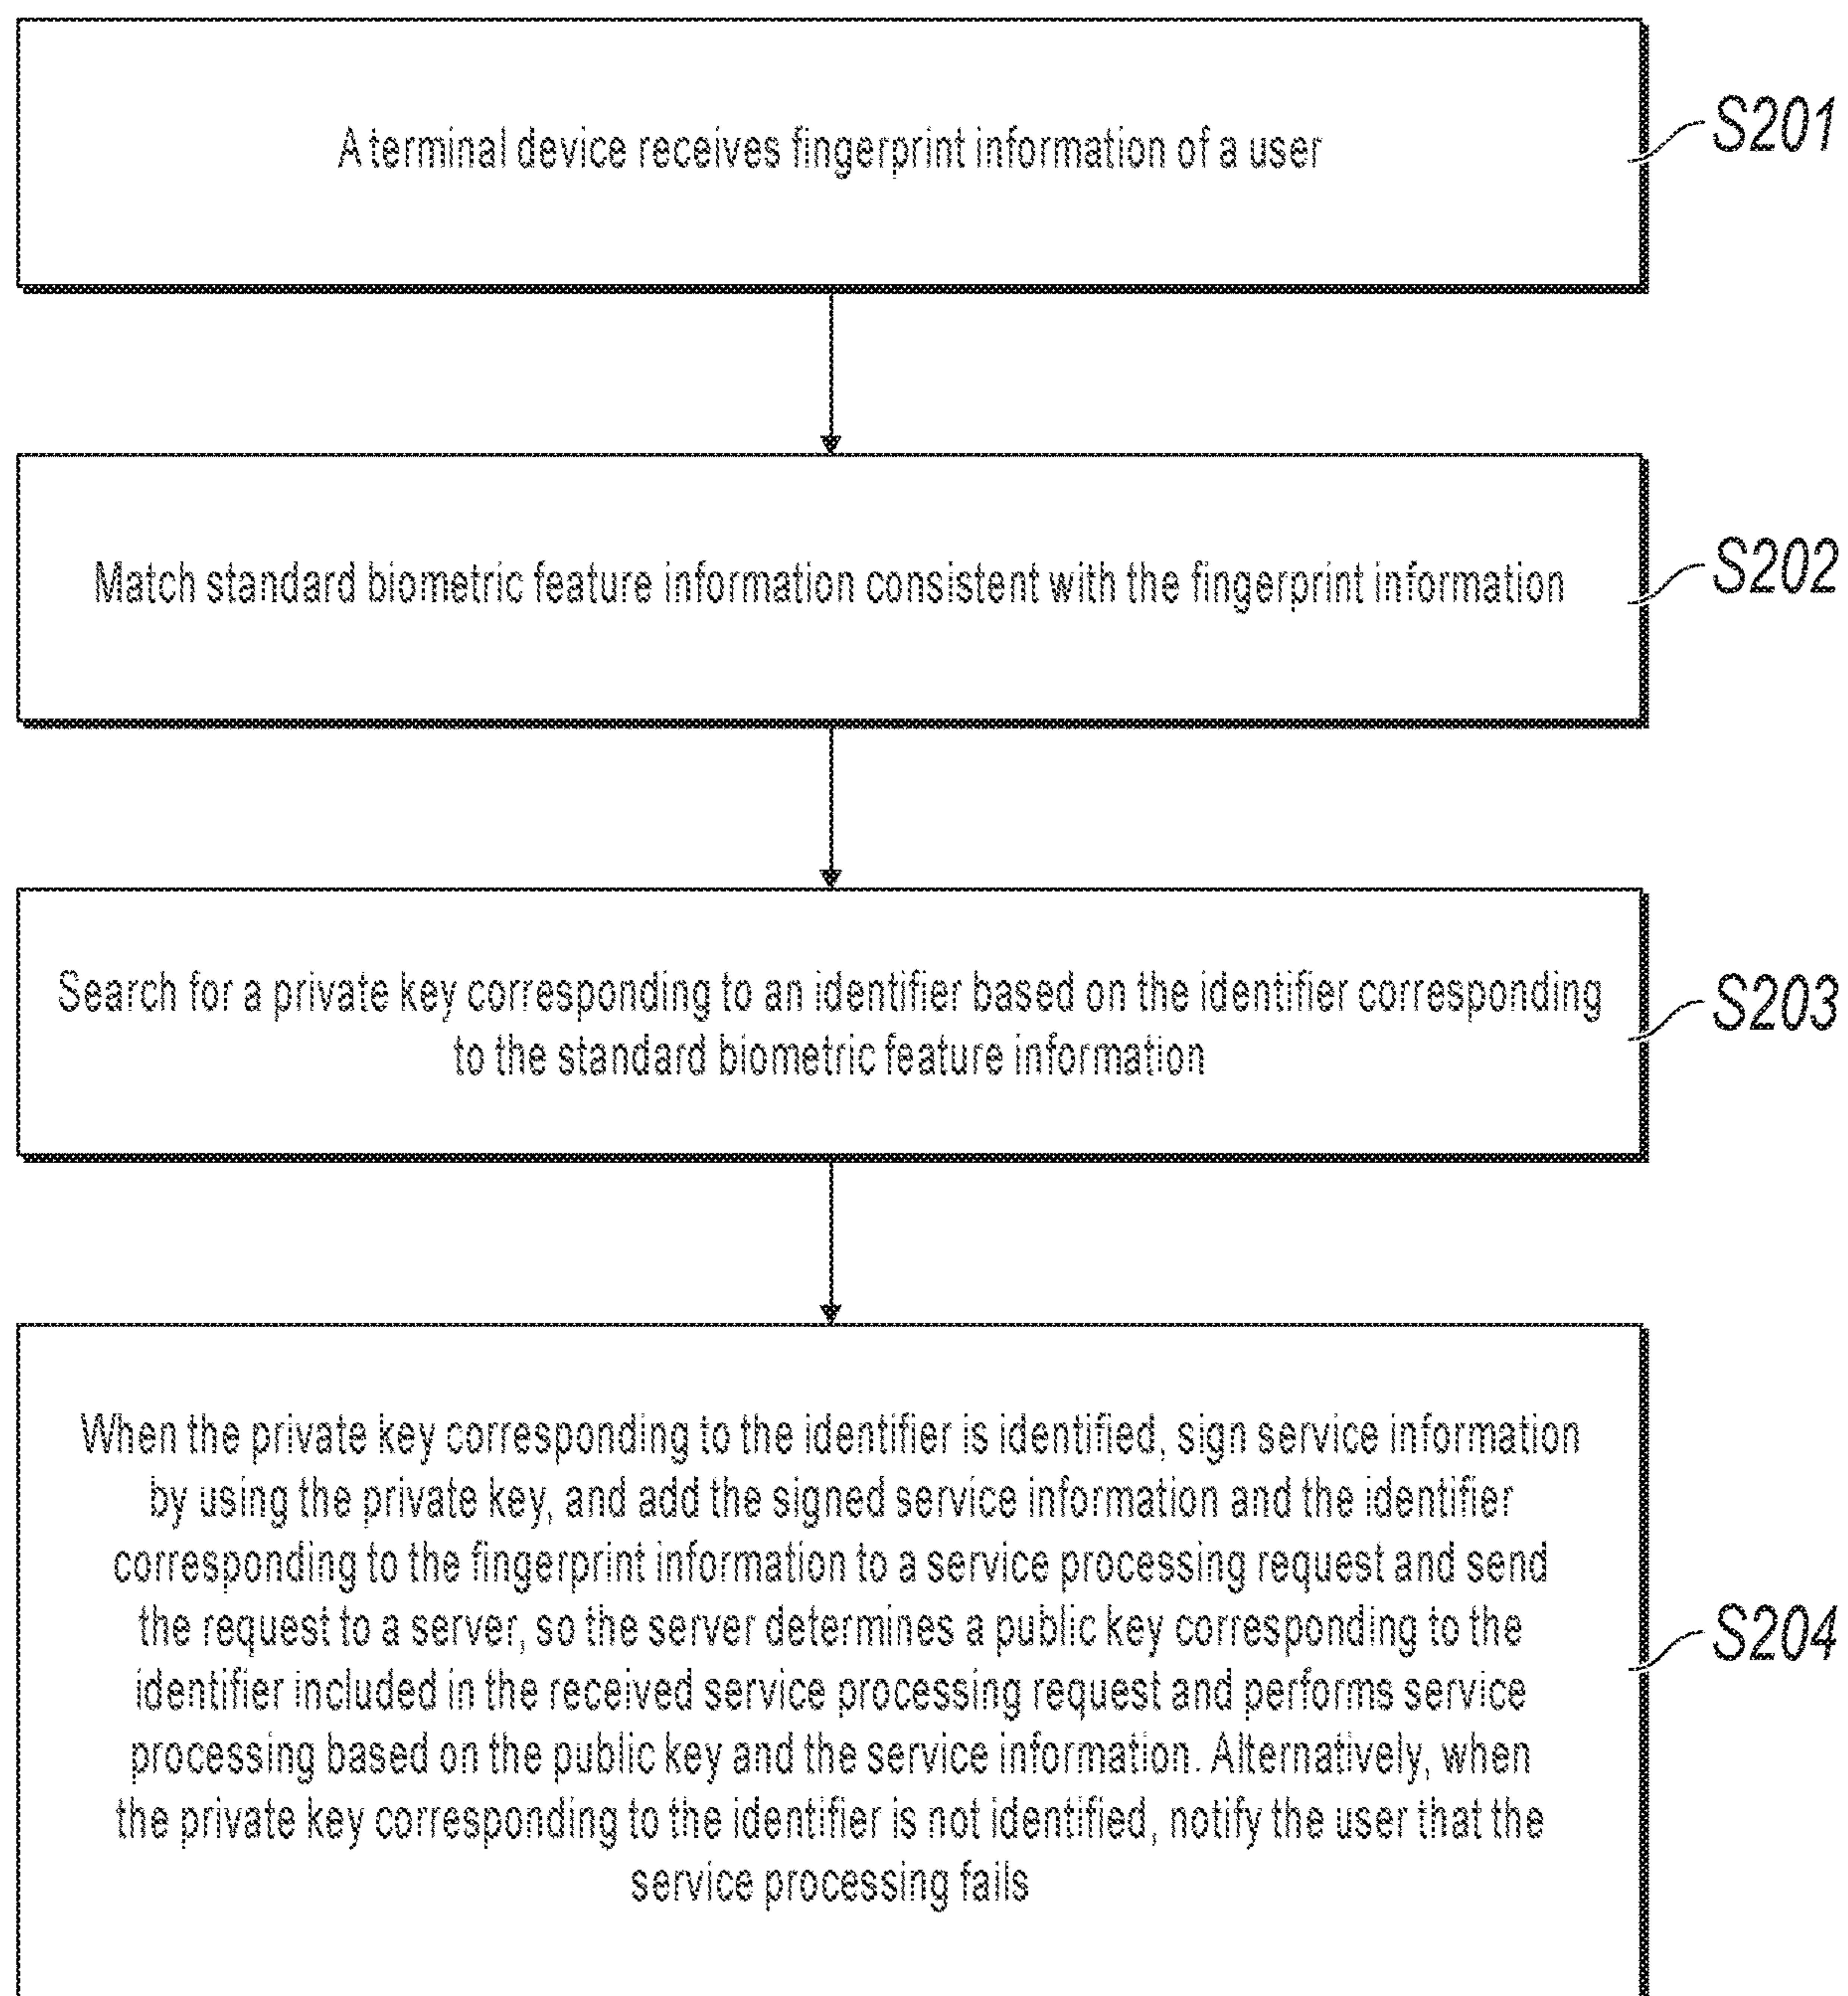 A terminal device receives fingerprint information of a user
S201
Match standard biometric feature information consistent with the fingerprint information
S202
Search for a private key corresponding to an identifier based on the identifier corresponding
to the standard biometric feature information
S203
When the private key corresponding to the identifier is identified, sign service information
by using the private key, and add the signed service information and the identifier
corresponding to the fingerprint information to a service processing request and send
the request to a server, so the server determines a public key corresponding to the
identifier included in the received service processing request and performs service
processing based on the public key and the service information. Alternatively, when
the private key corresponding to the identifier is not identified, notify the user that the
service processing fails
S204